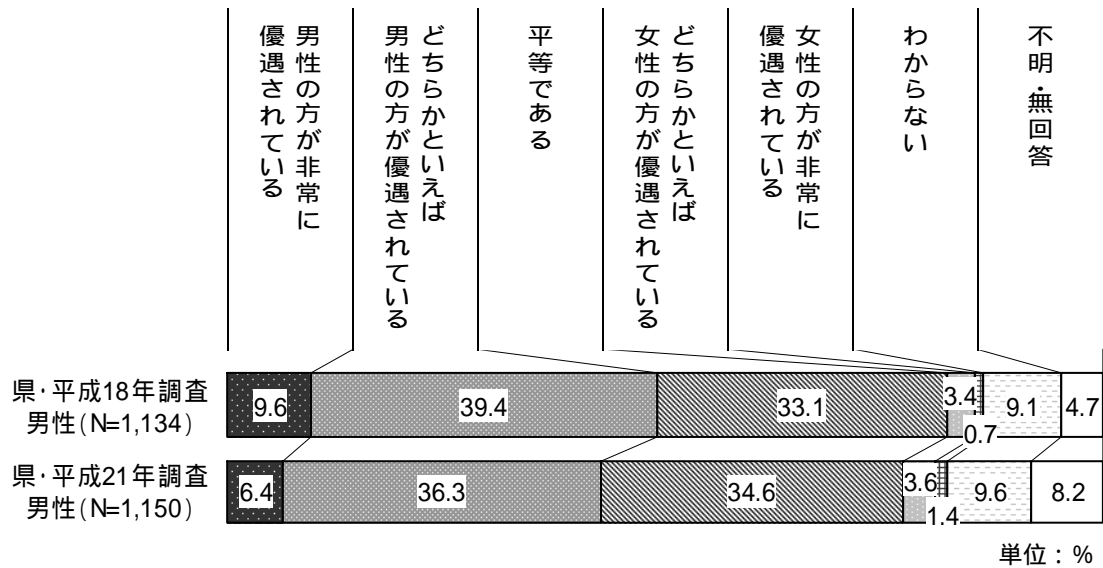 男性の方が非常に
優遇されている
どちらかといえば
男性の方が優遇されている
平等である
どちらかといえば
女性の方が優遇されている
女性の方が非常に
優遇されている
わからない
不明・無回答
県・平成18年調査
男性(N=1,134)
9.6
39.4
33.1
3.4
0.7
9.1
4.7
県・平成21年調査
男性(N=1,150)
6.4
36.3
34.6
3.6
1.4
9.6
8.2
単位：%